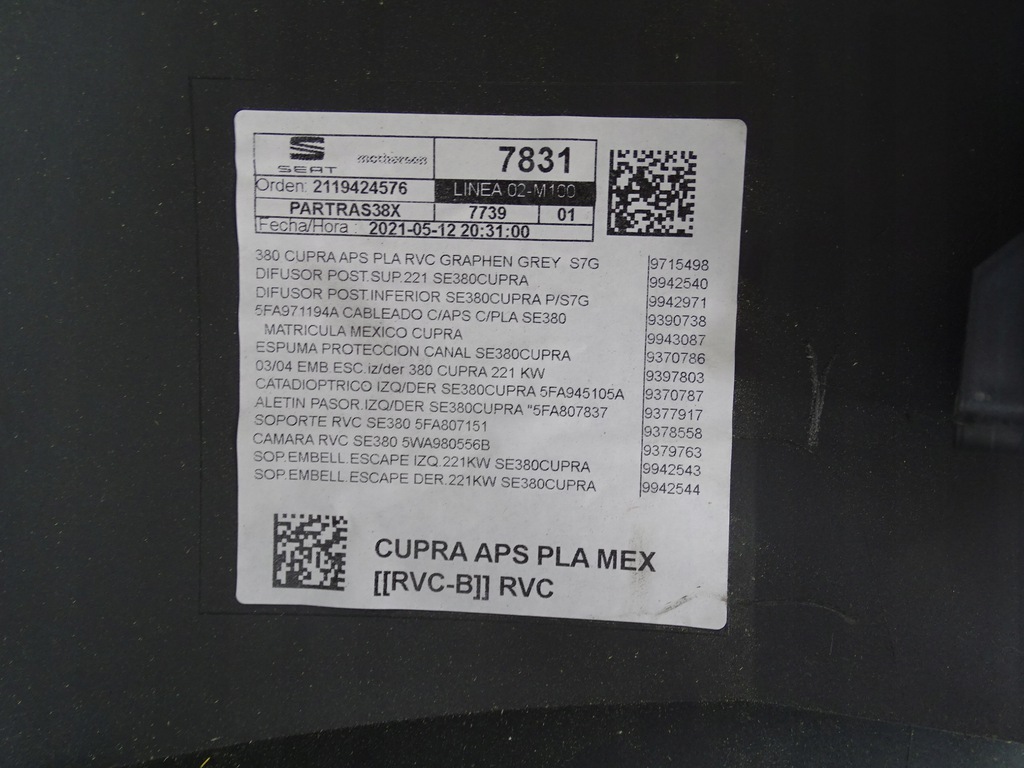 SEAT motherson 7831
Orden: 2119424576 LINEA 02-M100
PARTRAS38X 7739 01
Fecha/Hora : 2021-05-12 20:31:00
380 CUPRA APS PLA RVC GRAPHEN GREY S7G 9715498
DIFUSOR POST.SUP.221 SE380CUPRA 9942540
DIFUSOR POST.INFERIOR SE380CUPRA P/S7G 9942971
5FA971194A CABLEADO C/APS C/PLA SE380 9390738
MATRICULA MEXICO CUPRA 9943087
ESPUMA PROTECCION CANAL SE380CUPRA 9370786
03/04 EMB.ESC.iz/der 380 CUPRA 221 KW 9397803
CATADIOPTRICO IZQ/DER SE380CUPRA 5FA945105A 9370787
ALETIN PASOR.IZQ/DER SE380CUPRA "5FA807837 9377917
SOPORTE RVC SE380 5FA807151 9378558
CAMARA RVC SE380 5WA980556B 9379763
SOP.EMBELL.ESCAPE IZQ.221KW SE380CUPRA 9942543
SOP.EMBELL.ESCAPE DER.221KW SE380CUPRA 9942544
CUPRA APS PLA MEX
[[RVC-B]] RVC